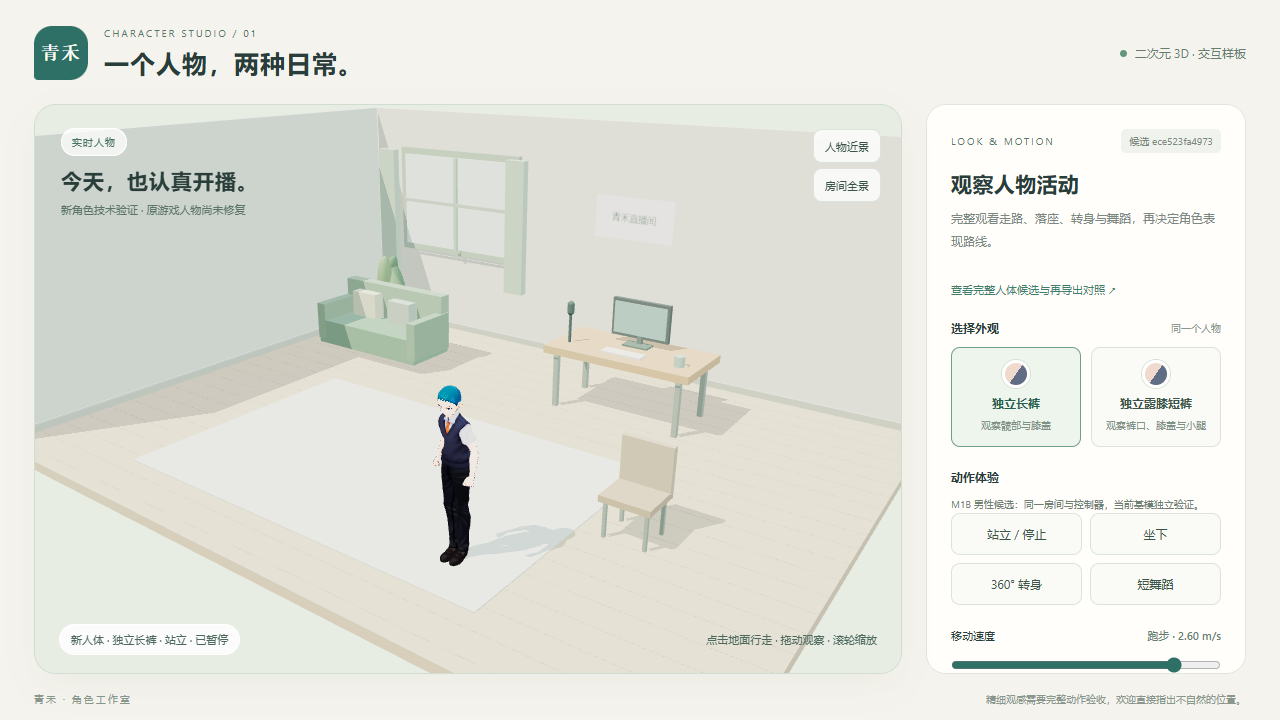 青禾
CHARACTER STUDIO / 01
一个人物，两种日常。
二次元 3D · 交互样板
实时人物
今天，也认真开播。
新角色技术验证 · 原游戏人物尚未修复
人物近景
房间全景
青禾直播间
新人体 · 独立长裤 · 站立 · 已暂停
点击地面行走 · 拖动观察 · 滚轮缩放
LOOK & MOTION
候选 ece523fa4973
观察人物活动
完整观看走路、落座、转身与舞蹈，再决定角色表
现路线。
查看完整人体候选与再导出对照 ↗
选择外观
同一个人物
独立长裤
观察髋部与膝盖
独立露膝短裤
观察裤口、膝盖与小腿
动作体验
M1B 男性候选：同一房间与控制器，当前基模独立验证。
站立 / 停止
坐下
360° 转身
短舞蹈
移动速度
跑步 · 2.60 m/s
青禾 · 角色工作室
精细观感需要完整动作验收，欢迎直接指出不自然的位置。